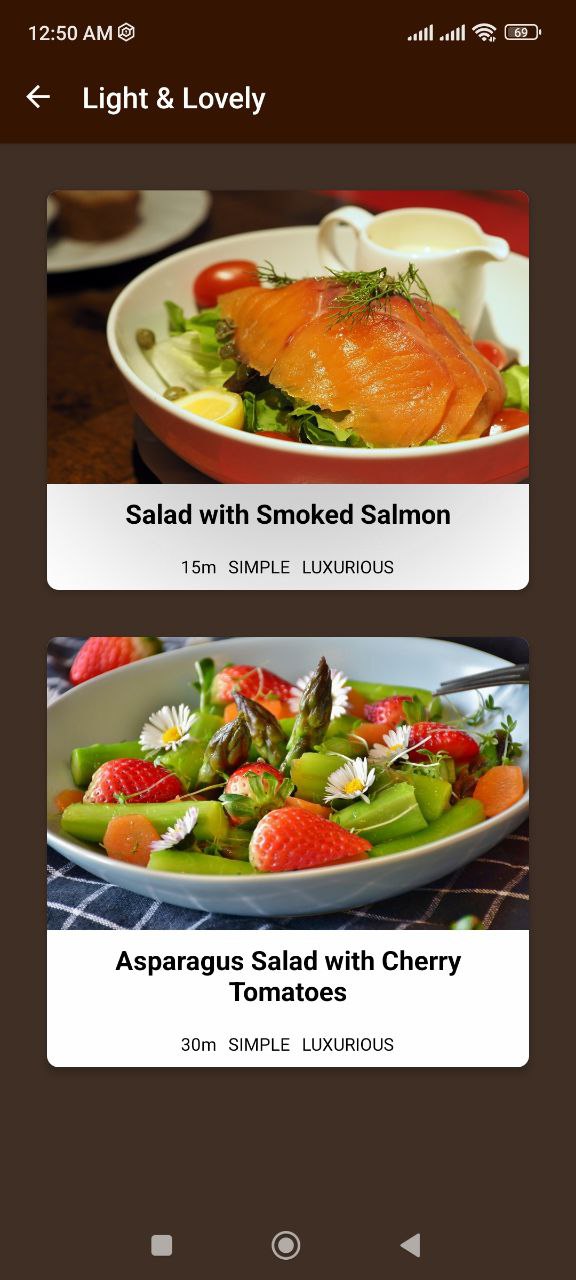 12:50 AM
69
Light & Lovely
Salad with Smoked Salmon
15m SIMPLE LUXURIOUS
Asparagus Salad with Cherry
Tomatoes
30m SIMPLE LUXURIOUS